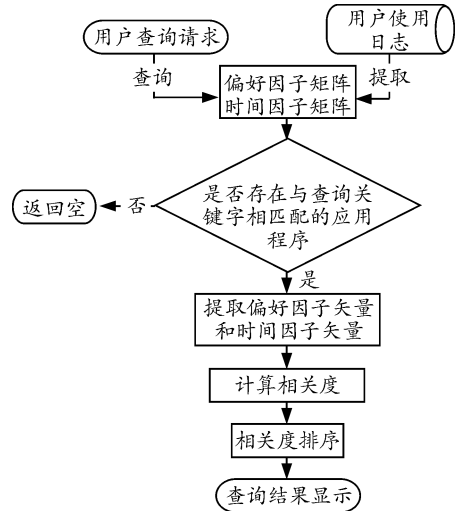 用户查询请求
用户使用
日志
查询
提取
偏好因子矩阵
时间因子矩阵
是否存在与查询关
键字相匹配的应用
程序
否
返回空
是
提取偏好因子矢量
和时间因子矢量
计算相关度
相关度排序
查询结果显示